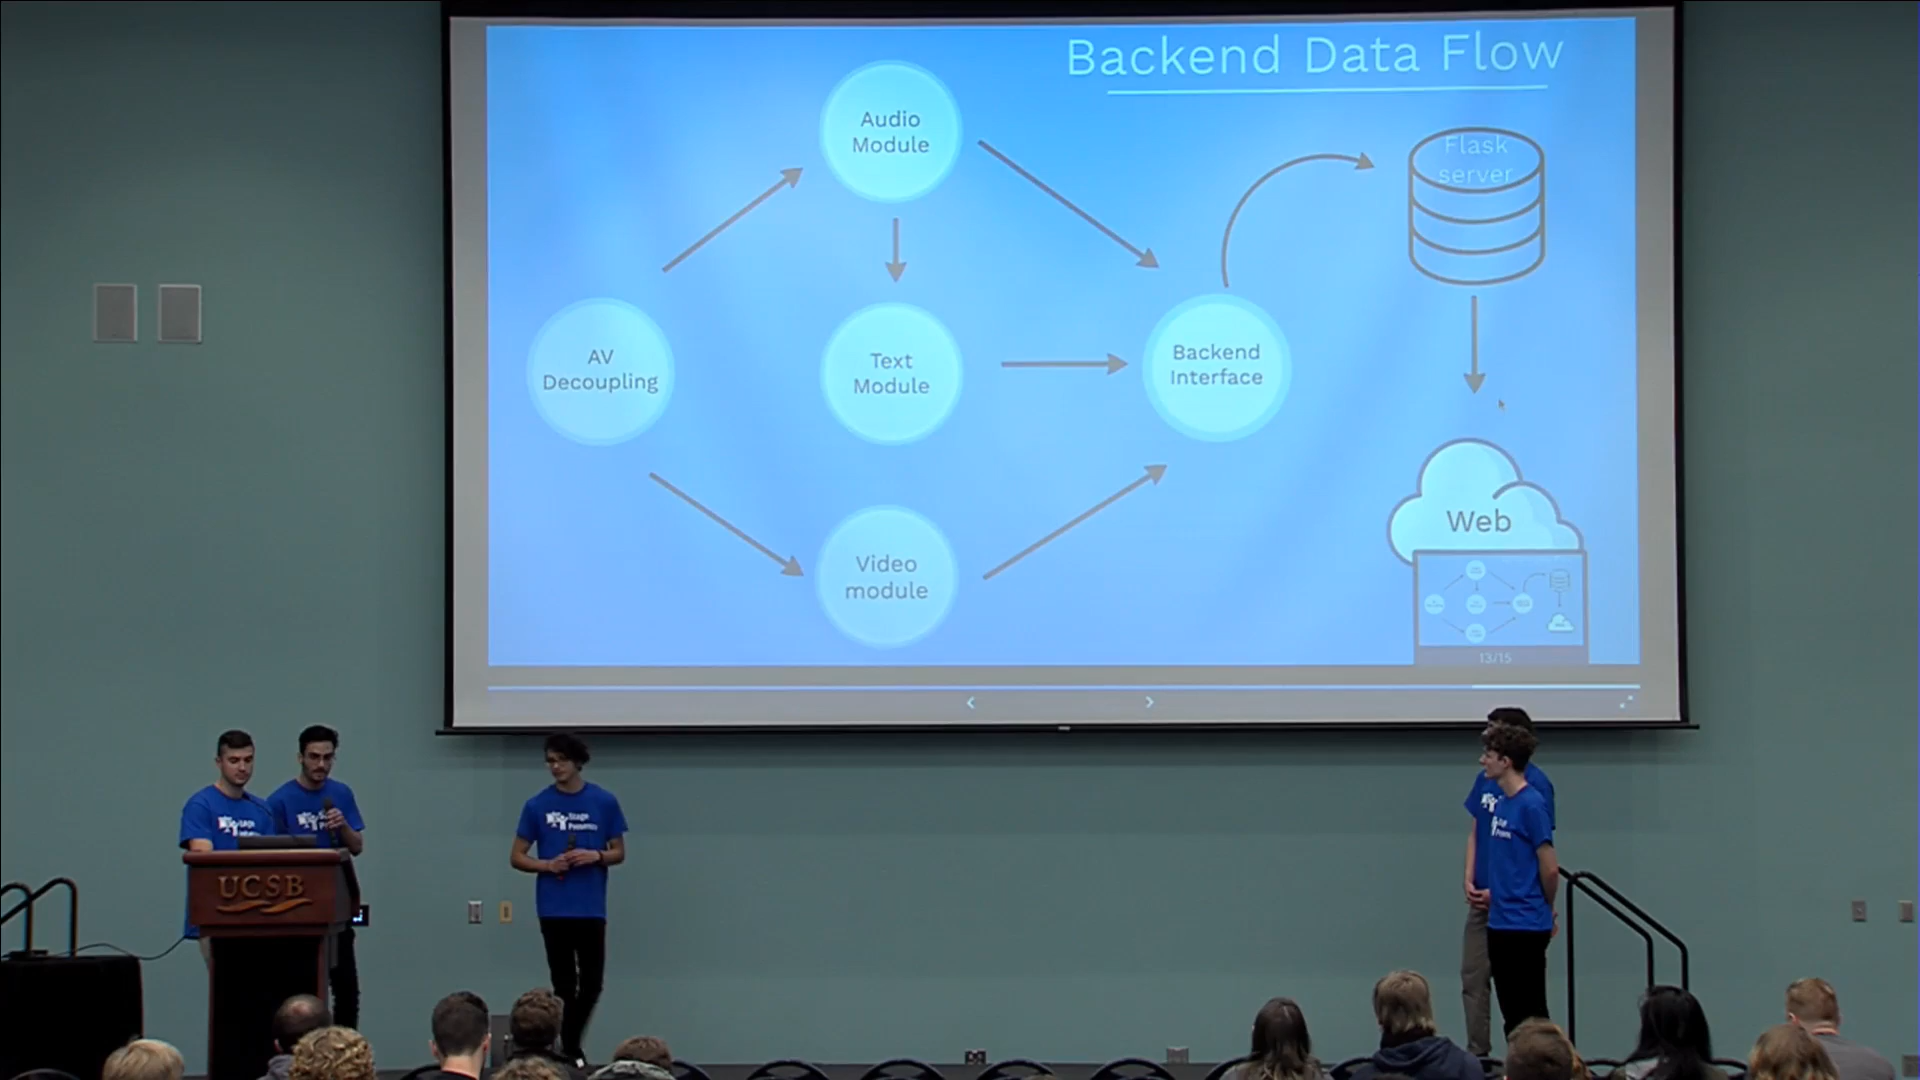 Backend Data Flow
Audio
Module
Flask
server
AV
Decoupling
Text
Module
Backend
Interface
Web
Video
module
13/15
Stage
UCSB